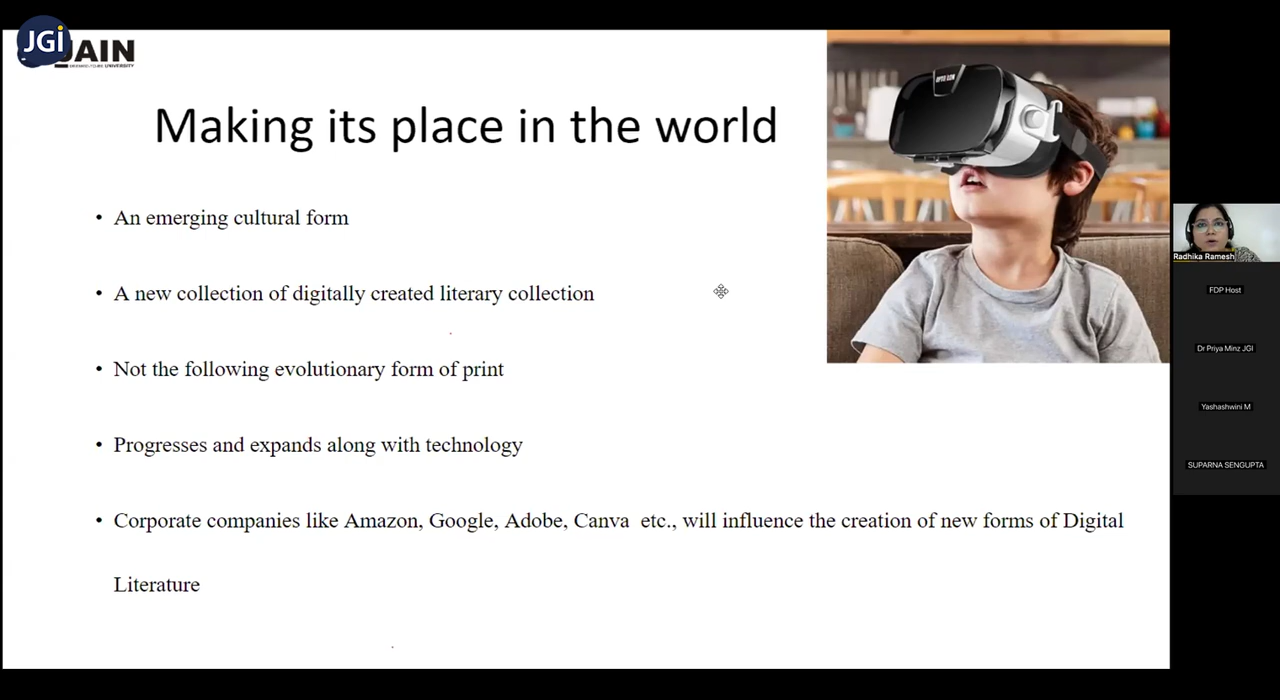 JGi
JAIN
UNIVERSITY
Making its place in the world
• An emerging cultural form
• A new collection of digitally created literary collection
• Not the following evolutionary form of print
• Progresses and expands along with technology
• Corporate companies like Amazon, Google, Adobe, Canva etc., will influence the creation of new forms of Digital
Literature
Radhika Ramesh
FDP Host
Dr Priya Minz JGI
Yashashwini M
SUPARNA SENGUPTA